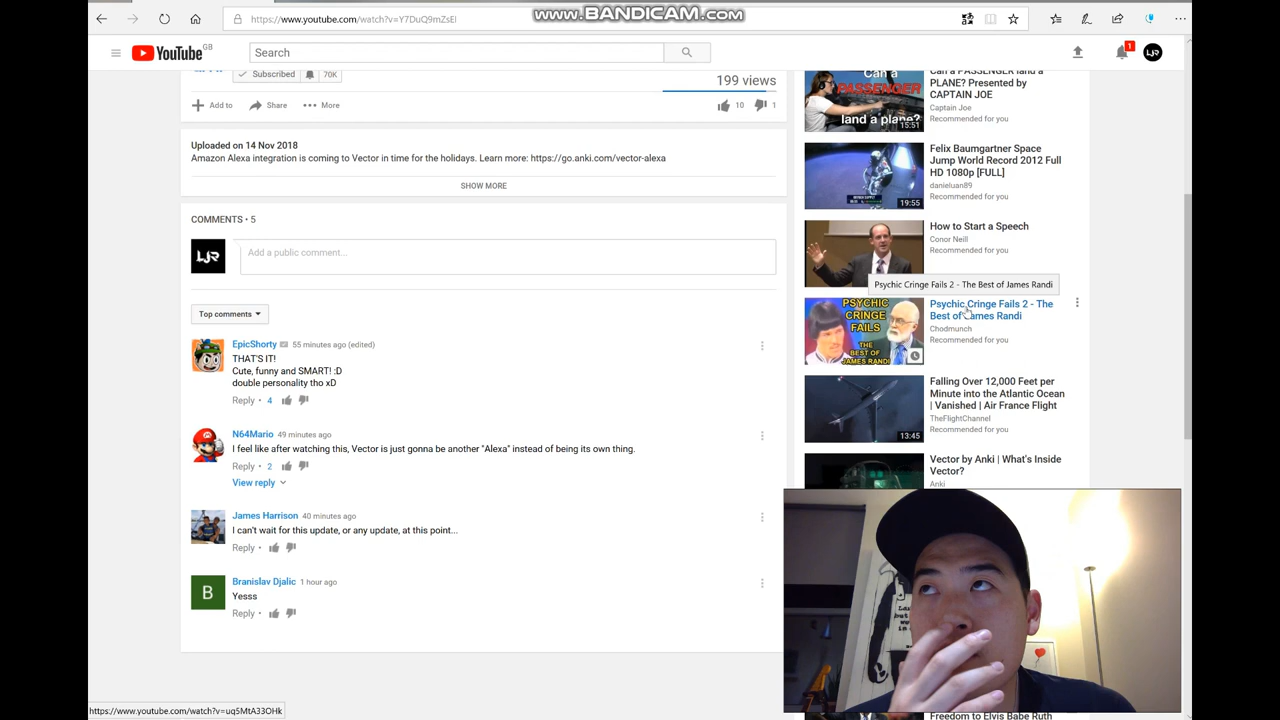 https://www.youtube.com/watch?v=Y7DuQ9mZsEI
www.BANDICAM.com
YouTube GB
Search
1
LJR
Subscribed
70K
199 views
Add to
Share
More
10
1
Uploaded on 14 Nov 2018
Amazon Alexa integration is coming to Vector in time for the holidays. Learn more: https://go.anki.com/vector-alexa
SHOW MORE
COMMENTS • 5
LJR
Add a public comment...
Top comments
EpicShorty 55 minutes ago (edited)
THAT'S IT!
Cute, funny and SMART! :D
double personality tho xD
Reply • 4
N64Mario 49 minutes ago
I feel like after watching this, Vector is just gonna be another "Alexa" instead of being its own thing.
Reply • 2
View reply
James Harrison 40 minutes ago
I can't wait for this update, or any update, at this point...
Reply •
B
Branislav Djalic 1 hour ago
Yesss
Reply •
Can a
PASSENGER
land a plane?
15:51
Can a PASSENGER land a
PLANE? Presented by
CAPTAIN JOE
Captain Joe
Recommended for you
19:55
Felix Baumgartner Space
Jump World Record 2012 Full
HD 1080p [FULL]
danieluan89
Recommended for you
How to Start a Speech
Conor Neill
Psychic Cringe Fails 2 - The Best of James Randi
PSYCHIC
CRINGE
FAILS
THE
BEST OF
JAMES RANDI
Psychic Cringe Fails 2 - The
Best of James Randi
Chodmunch
Recommended for you
13:45
Falling Over 12,000 Feet per
Minute into the Atlantic Ocean
| Vanished | Air France Flight
TheFlightChannel
Recommended for you
Vector by Anki | What's Inside
Vector?
Anki
Freedom to Elvis Babe Ruth
https://www.youtube.com/watch?v=uq5MtA33OHk